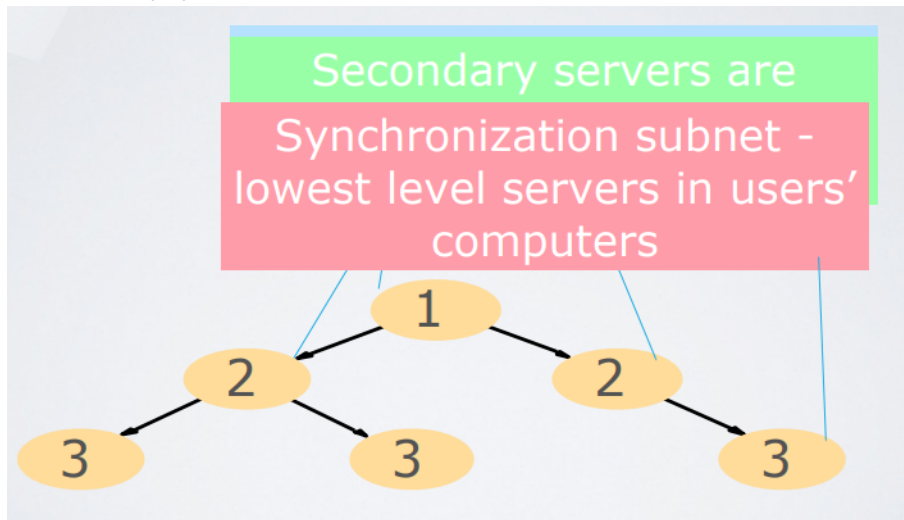 Secondary servers are
Synchronization subnet -
lowest level servers in users’
computers
1
2
2
3
3
3